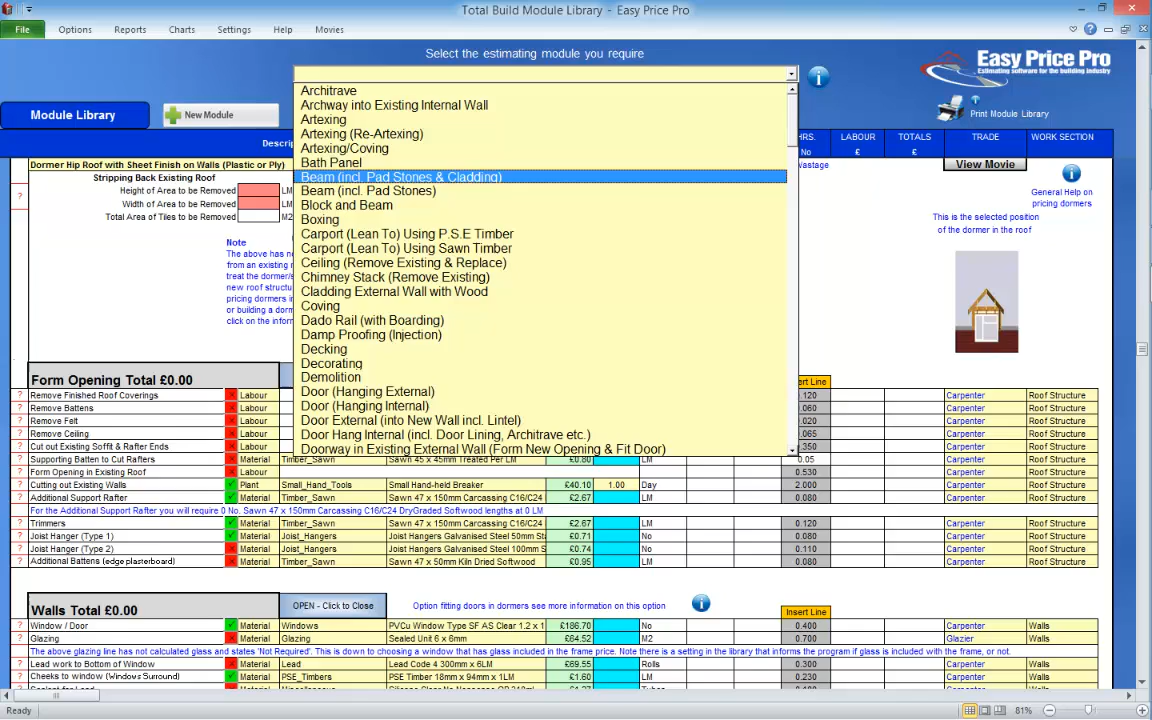 Total Build Module Library - Easy Price Pro
File Options Reports Charts Settings Help Movies
Select the estimating module you require
Easy Price Pro
Estimating software for the building industry
Module Library
New Module
Print Module Library
Descri
HRS. LABOUR TOTALS TRADE WORK SECTION
No £ £
Architrave
Archway into Existing Internal Wall
Artexing
Artexing (Re-Artexing)
Artexing/Coving
Bath Panel
Beam (incl. Pad Stones & Cladding)
Beam (incl. Pad Stones)
Block and Beam
Boxing
Carport (Lean To) Using P.S.E Timber
Carport (Lean To) Using Sawn Timber
Ceiling (Remove Existing & Replace)
Chimney Stack (Remove Existing)
Cladding External Wall with Wood
Coving
Dado Rail (with Boarding)
Damp Proofing (Injection)
Decking
Decorating
Demolition
Door (Hanging External)
Door (Hanging Internal)
Door External (into New Wall incl. Lintel)
Door Hang Internal (incl. Door Lining, Architrave etc.)
Doorway in Existing External Wall (Form New Opening & Fit Door)
Dormer Hip Roof with Sheet Finish on Walls (Plastic or Ply)
Wastage
View Movie
Stripping Back Existing Roof
? Height of Area to be Removed LM
Width of Area to be Removed LM
Total Area of Tiles to be Removed M2
General Help on
pricing dormers
This is the selected position
of the dormer in the roof
Note
The above has no
from an existing r
treat the dormer/s
new roof structu
pricing dormers i
or building a dorm
click on the inform
Form Opening Total £0.00
Insert Line
? Remove Finished Roof Coverings Labour 0.120 Carpenter Roof Structure
? Remove Battens Labour 0.060 Carpenter Roof Structure
? Remove Felt Labour 0.020 Carpenter Roof Structure
? Remove Ceiling Labour 0.065 Carpenter Roof Structure
? Cut out Existing Soffit & Rafter Ends Labour 0.350 Carpenter Roof Structure
? Supporting Batten to Cut Rafters Material Timber_Sawn Sawn 45 x 45mm Treated Per LM £0.80 LM 0.05 Carpenter Roof Structure
? Form Opening in Existing Roof Labour 0.530 Carpenter Roof Structure
? Cutting out Existing Walls Plant Small_Hand_Tools Small Hand-held Breaker £40.10 1.00 Day 2.000 Carpenter Roof Structure
? Additional Support Rafter Material Timber_Sawn Sawn 47 x 150mm Carcassing C16/C24 £2.67 LM 0.080 Carpenter Roof Structure
For the Additional Support Rafter you will require 0 No. Sawn 47 x 150mm Carcassing C16/C24 DryGraded Softwood lengths at 0 LM
? Trimmers Material Timber_Sawn Sawn 47 x 150mm Carcassing C16/C24 £2.67 LM 0.120 Carpenter Roof Structure
? Joist Hanger (Type 1) Material Joist_Hangers Joist Hangers Galvanised Steel 50mm St £0.71 No 0.080 Carpenter Roof Structure
? Joist Hanger (Type 2) Material Joist_Hangers Joist Hangers Galvanised Steel 100mm S £0.74 No 0.110 Carpenter Roof Structure
? Additional Battens (edge plasterboard) Material Timber_Sawn Sawn 47 x 50mm Kiln Dried Softwood £0.95 LM 0.080 Carpenter Roof Structure
Walls Total £0.00
OPEN - Click to Close
Option fitting doors in dormers see more information on this option
Insert Line
? Window / Door Material Windows PVCu Window Type SF AS Clear 1.2 x 1 £186.70 No 0.400 Carpenter Walls
? Glazing Material Glazing Sealed Unit 6 x 6mm £64.52 M2 0.700 Glazier Walls
The above glazing line has not calculated glass and states 'Not Required'. This is down to choosing a window that has glass included in the frame price. Note there is a setting in the library that informs the program if glass is included with the frame, or not.
? Lead work to Bottom of Window Material Lead Lead Code 4 300mm x 6LM £69.55 Rolls 0.300 Carpenter Walls
? Cheeks to window (Windows Surround) Material PSE_Timbers PSE Timber 18mm x 94mm x 1LM £1.60 LM 0.230 Carpenter Walls
Ready
81%